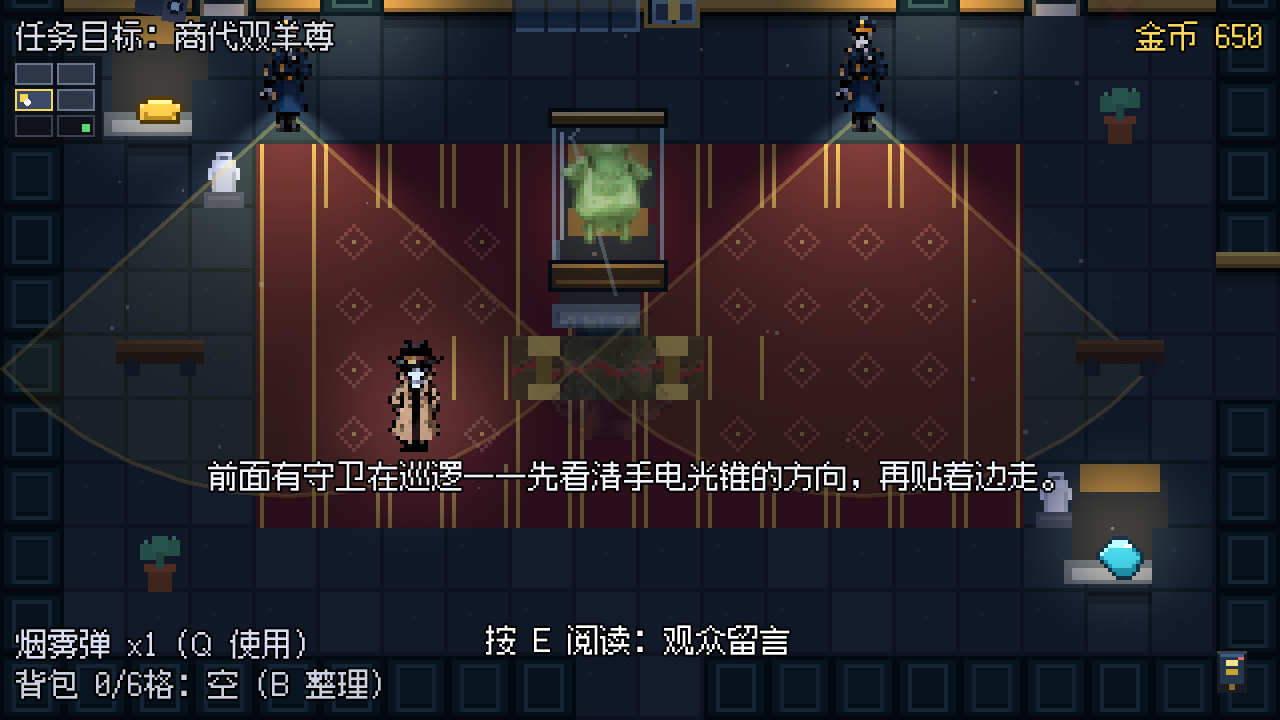 任务目标：商代双羊尊
金币 650
前面有守卫在巡逻——先看清手电光锥的方向，再贴着边走。
烟雾弹 x1（Q 使用）
按 E 阅读：观众留言
背包 0/6格：空（B 整理）